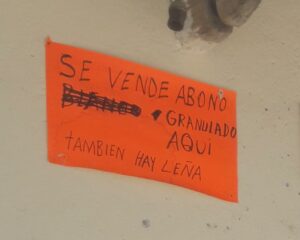 SE VENDE ABONO
BLANCO GRANULADO
AQUI
TAMBIEN HAY LEÑA